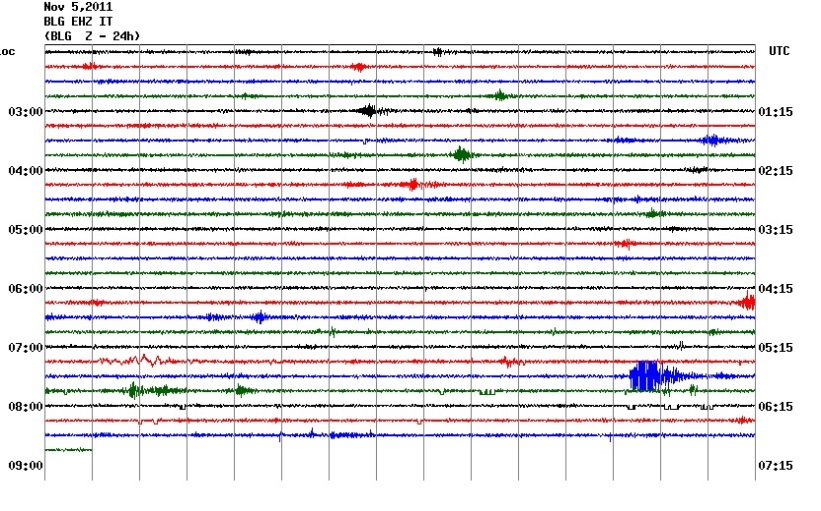 Nov 5,2011
BLG EHZ IT
(BLG Z - 24h)
oc UTC
03:00 01:15
04:00 02:15
05:00 03:15
06:00 04:15
07:00 05:15
08:00 06:15
09:00 07:15